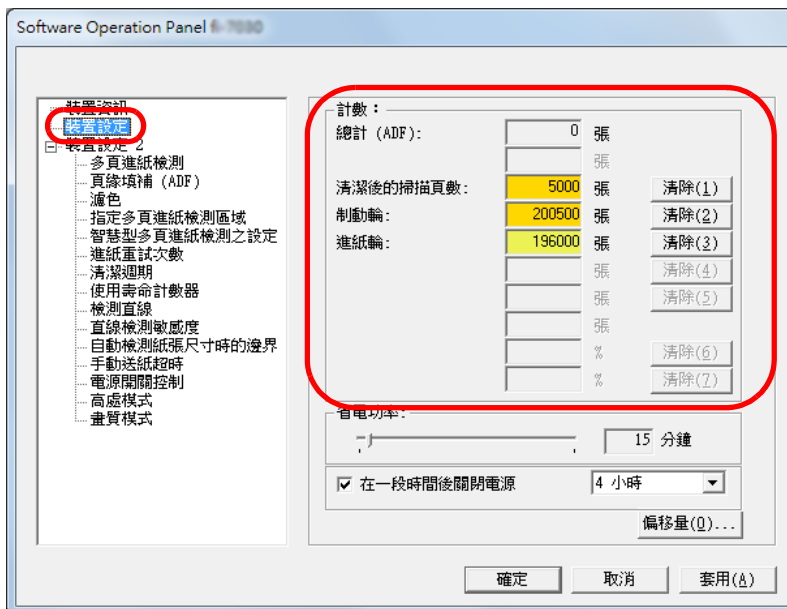 Software Operation Panel
裝置資訊
裝置設定
裝置設定 2
多頁進紙檢測
頁緣填補 (ADF)
濾色
指定多頁進紙檢測區域
智慧型多頁進紙檢測之設定
進紙重試次數
清潔週期
使用壽命計數器
檢測直線
直線檢測敏感度
自動檢測紙張尺寸時的邊界
手動送紙超時
電源開關控制
高處模式
畫質模式
計數：
總計 (ADF): 0 張
張
清潔後的掃描頁數: 5000 張 清除(1)
制動輪: 200500 張 清除(2)
進紙輪: 196000 張 清除(3)
張 清除(4)
張 清除(5)
張
% 清除(6)
% 清除(7)
省電功率:
15 分鐘
在一段時間後關閉電源 4 小時
偏移量(O)...
確定 取消 套用(A)